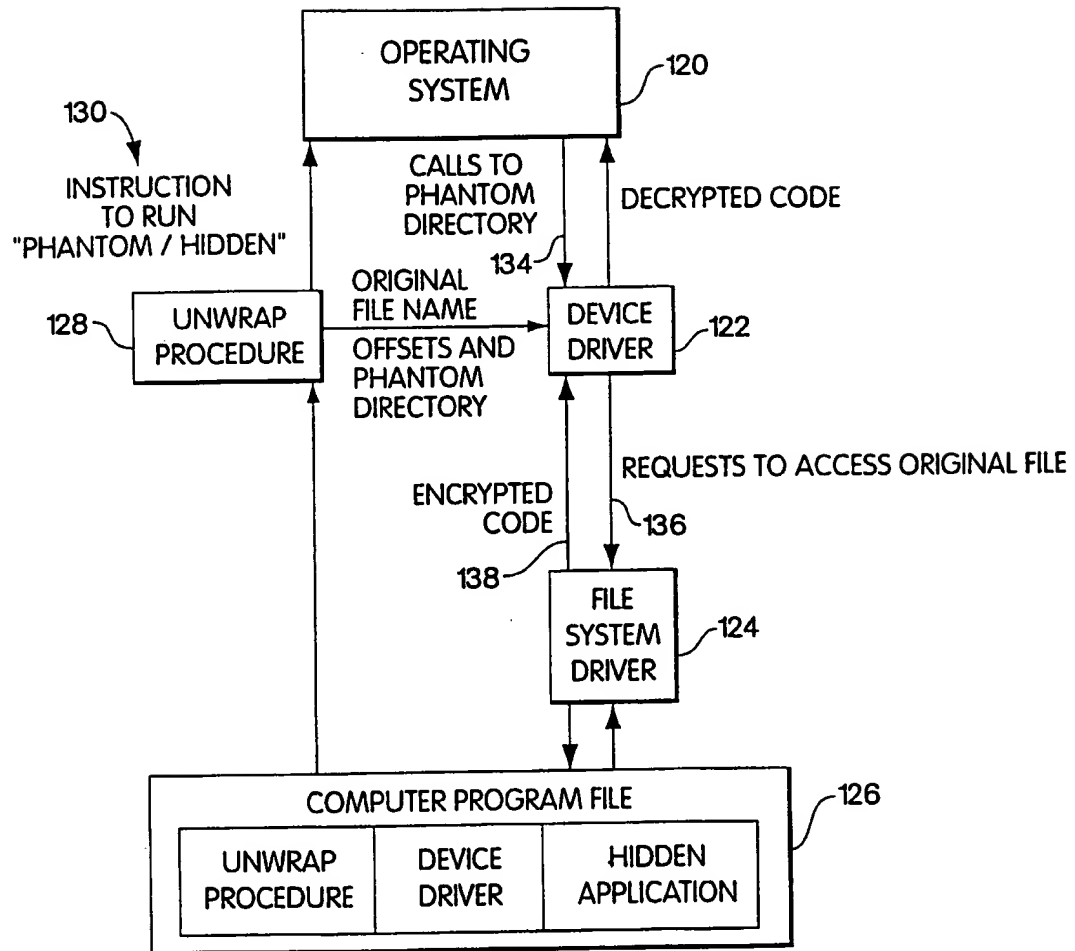 OPERATING
SYSTEM
120
130
INSTRUCTION
TO RUN
"PHANTOM / HIDDEN"
CALLS TO
PHANTOM
DIRECTORY
134
DECRYPTED CODE
128
UNWRAP
PROCEDURE
ORIGINAL
FILE NAME
OFFSETS AND
PHANTOM
DIRECTORY
DEVICE
DRIVER
122
ENCRYPTED
CODE
138
REQUESTS TO ACCESS ORIGINAL FILE
136
FILE
SYSTEM
DRIVER
124
COMPUTER PROGRAM FILE
126
UNWRAP
PROCEDURE
DEVICE
DRIVER
HIDDEN
APPLICATION